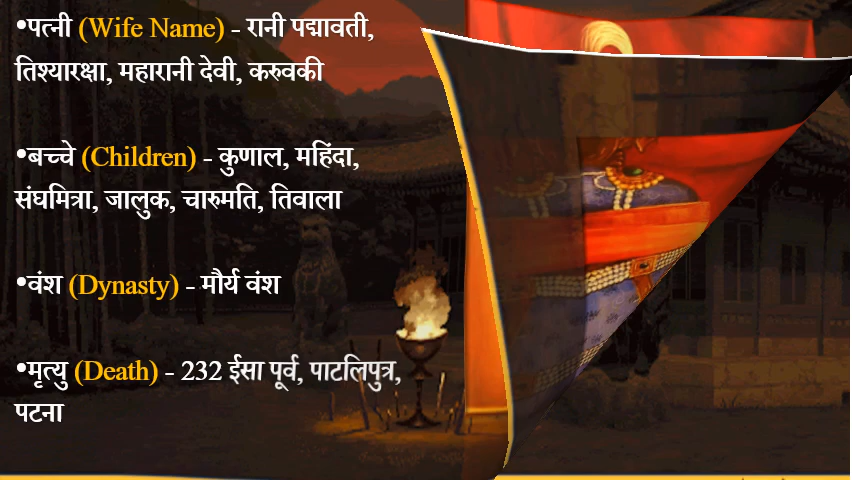 •पत्नी (Wife Name) - रानी पद्मावती,
तिश्यारक्षा, महारानी देवी, करुवकी
•बच्चे (Children) - कुणाल, महिंदा,
संघमित्रा, जालुक, चारुमति, तिवाला
•वंश (Dynasty) - मौर्य वंश
•मृत्यु (Death) - 232 ईसा पूर्व, पाटलिपुत्र,
पटना